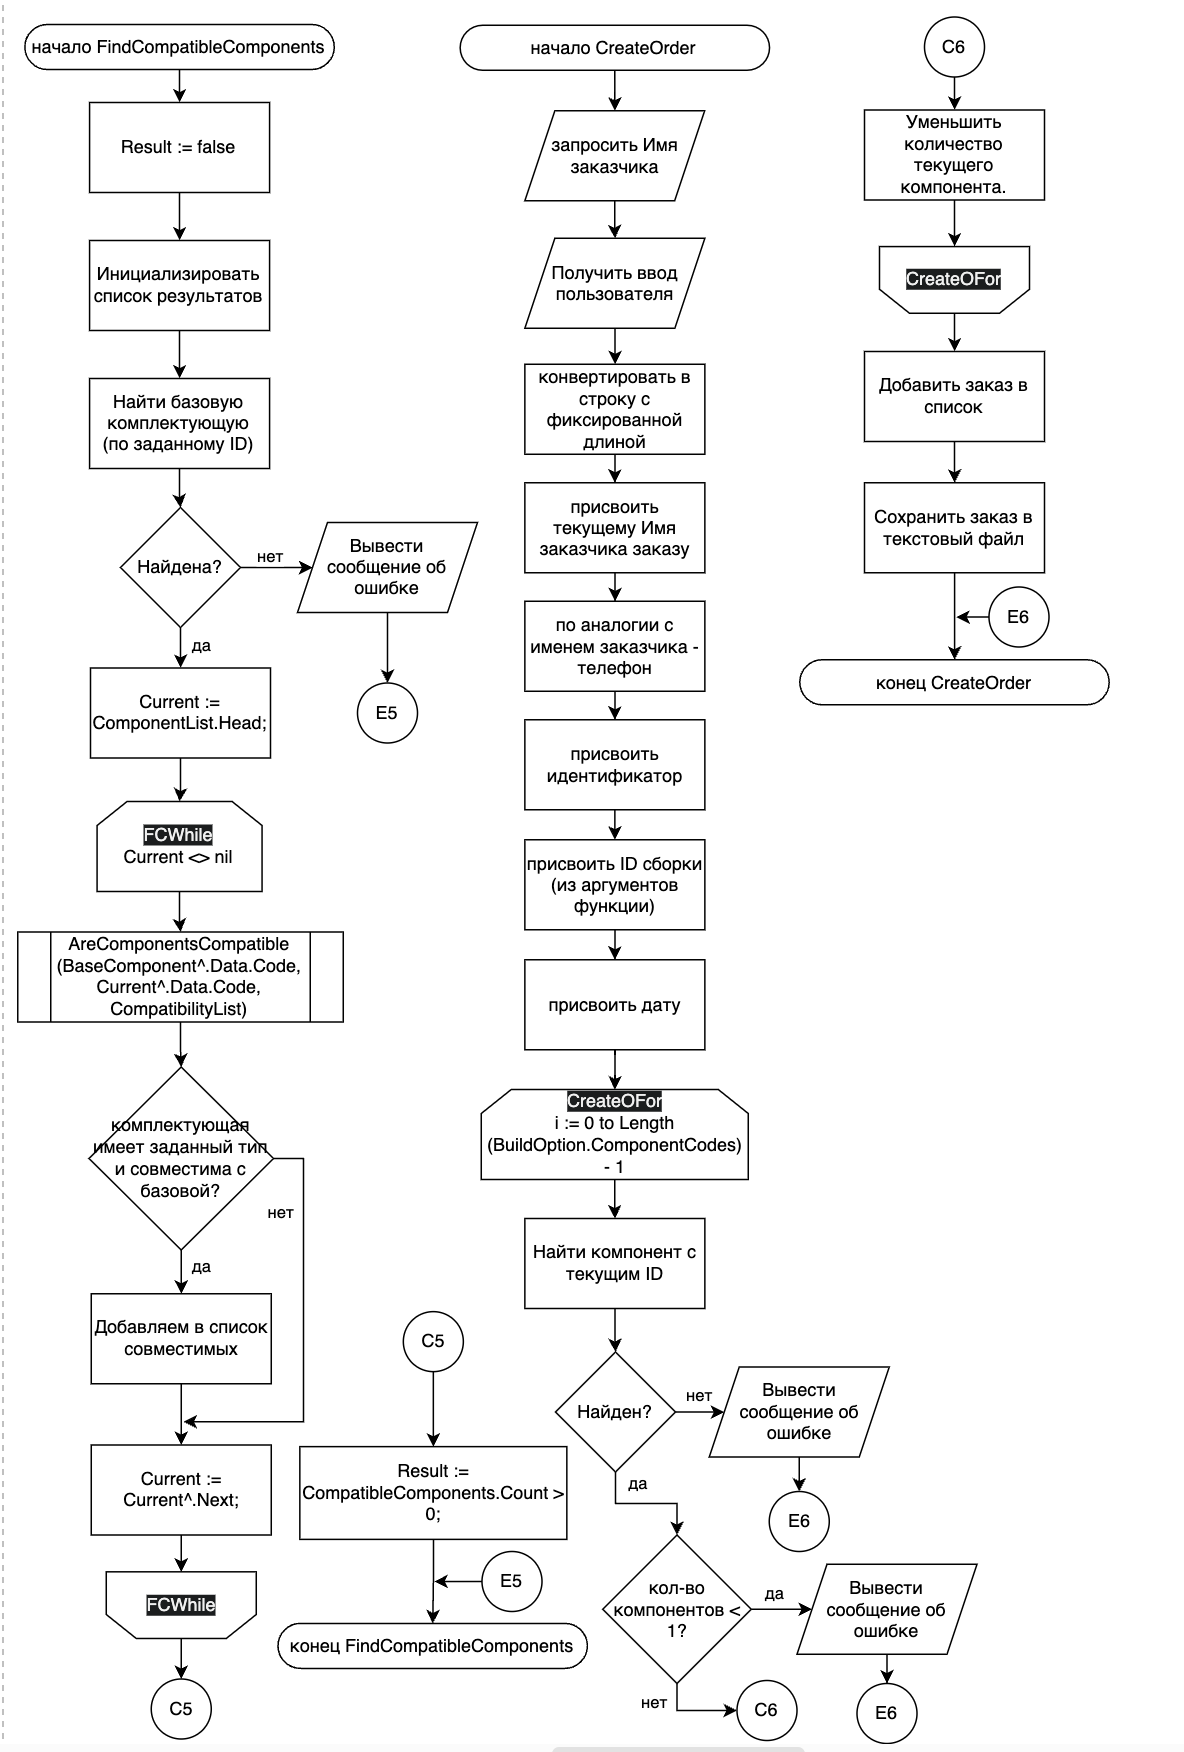 начало FindCompatibleComponents
Result := false
Инициализировать
список результатов
Найти базовую
комплектующую
(по заданному ID)
Найдена?
нет
Вывести
сообщение об
ошибке
E5
да
Current :=
ComponentList.Head;
FCWhile
Current <> nil
AreComponentsCompatible
(BaseComponent^.Data.Code,
Current^.Data.Code,
CompatibilityList)
комплектующая
имеет заданный тип
и совместима с
базовой?
нет
да
Добавляем в список
совместимых
Current :=
Current^.Next;
FCWhile
C5
C5
Result :=
CompatibleComponents.Count >
0;
E5
конец FindCompatibleComponents
начало CreateOrder
запросить Имя
заказчика
Получить ввод
пользователя
конвертировать в
строку с
фиксированной
длиной
присвоить
текущему Имя
заказчика заказу
по аналогии с
именем заказчика -
телефон
присвоить
идентификатор
присвоить ID сборки
(из аргументов
функции)
присвоить дату
CreateOFor
i := 0 to Length
(BuildOption.ComponentCodes)
- 1
Найти компонент с
текущим ID
Найден?
нет
Вывести
сообщение об
ошибке
E6
да
кол-во
компонентов <
1?
да
Вывести
сообщение об
ошибке
E6
нет
C6
C6
Уменьшить
количество
текущего
компонента.
CreateOFor
Добавить заказ в
список
Сохранить заказ в
текстовый файл
E6
конец CreateOrder